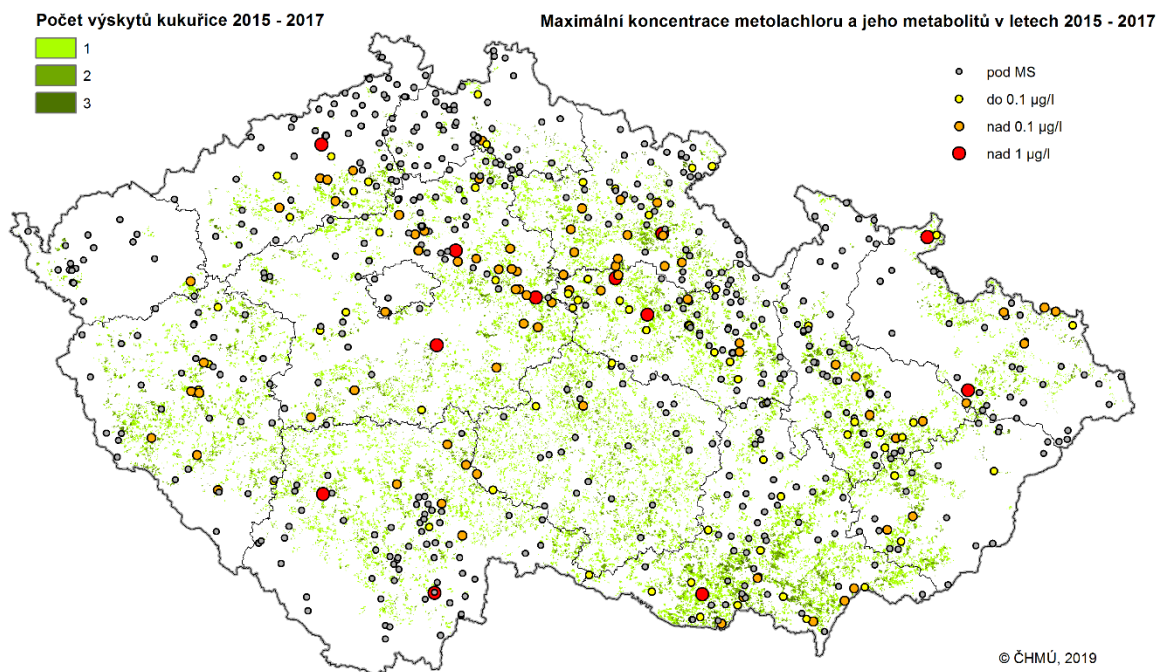 Počet výskytů kukuřice 2015 - 2017
1
2
3
Maximální koncentrace metolachloru a jeho metabolitů v letech 2015 - 2017
pod MS
do 0.1 µg/l
nad 0.1 µg/l
nad 1 µg/l
© ČHMÚ, 2019